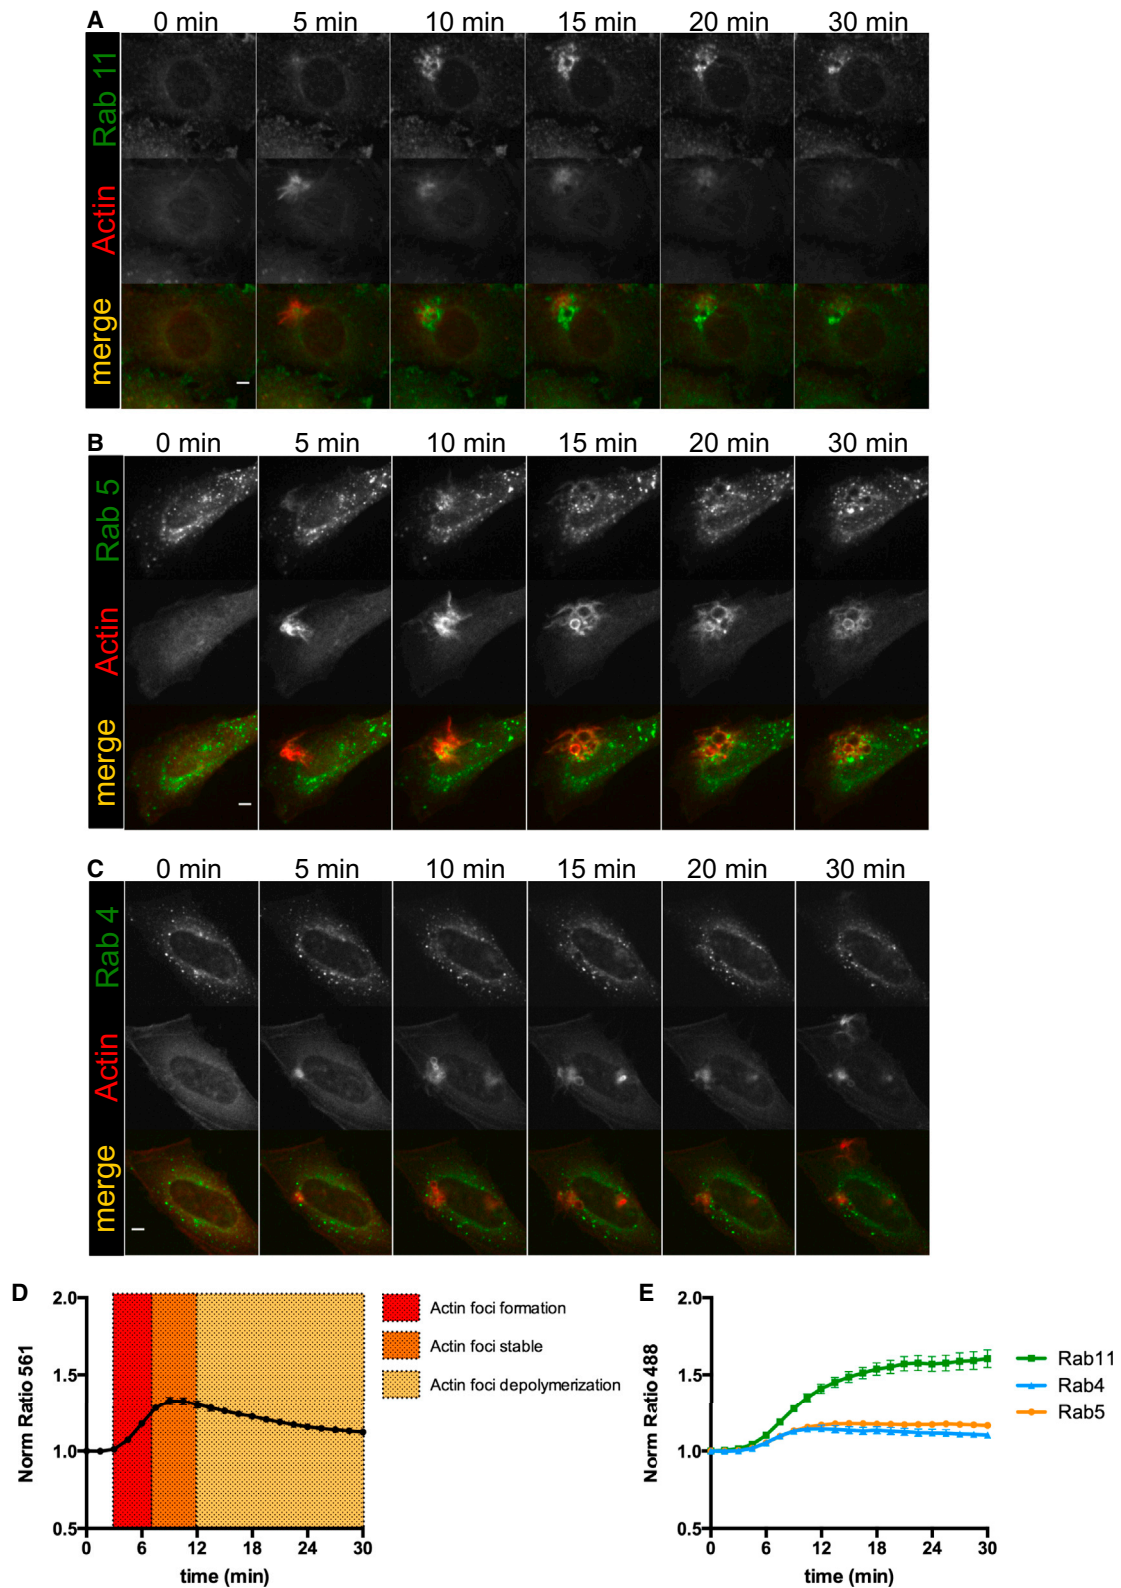 A
0 min 5 min 10 min 15 min 20 min 30 min
Rab 11
Actin
merge
B
0 min 5 min 10 min 15 min 20 min 30 min
Rab 5
Actin
merge
C
0 min 5 min 10 min 15 min 20 min 30 min
Rab 4
Actin
merge
D
2.0
1.5
1.0
0.5
Norm Ratio 561
0 6 12 18 24 30
time (min)
Actin foci formation
Actin foci stable
Actin foci depolymerization
E
2.0
1.5
1.0
0.5
Norm Ratio 488
0 6 12 18 24 30
time (min)
Rab11
Rab4
Rab5